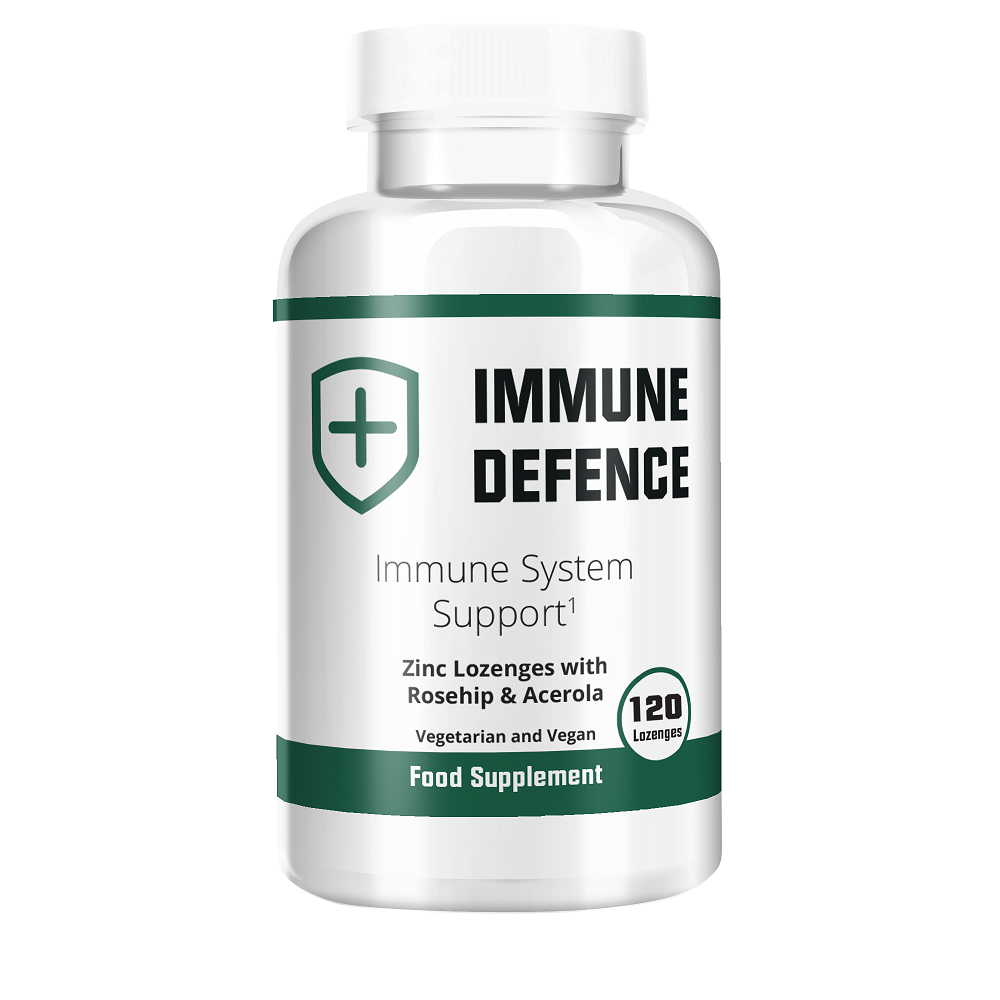 IMMUNE
DEFENCE
Immune System
Support¹
Zinc Lozenges with
Rosehip & Acerola
Vegetarian and Vegan
120
Lozenges
Food Supplement